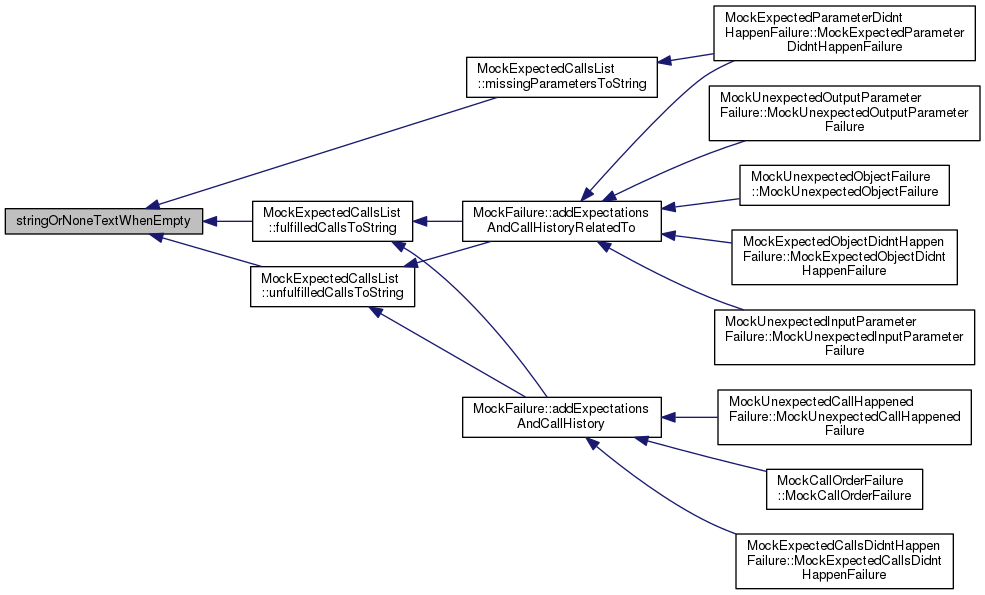 MockExpectedParameterDidnt
HappenFailure::MockExpectedParameter
DidntHappenFailure
MockExpectedCallsList
::missingParametersToString
MockUnexpectedOutputParameter
Failure::MockUnexpectedOutputParameter
Failure
MockUnexpectedObjectFailure
::MockUnexpectedObjectFailure
stringOrNoneTextWhenEmpty
MockExpectedCallsList
::fulfilledCallsToString
MockFailure::addExpectations
AndCallHistoryRelatedTo
MockExpectedObjectDidntHappen
Failure::MockExpectedObjectDidnt
HappenFailure
MockExpectedCallsList
::unfulfilledCallsToString
MockUnexpectedInputParameter
Failure::MockUnexpectedInputParameter
Failure
MockFailure::addExpectations
AndCallHistory
MockUnexpectedCallHappened
Failure::MockUnexpectedCallHappened
Failure
MockCallOrderFailure
::MockCallOrderFailure
MockExpectedCallsDidntHappen
Failure::MockExpectedCallsDidnt
HappenFailure